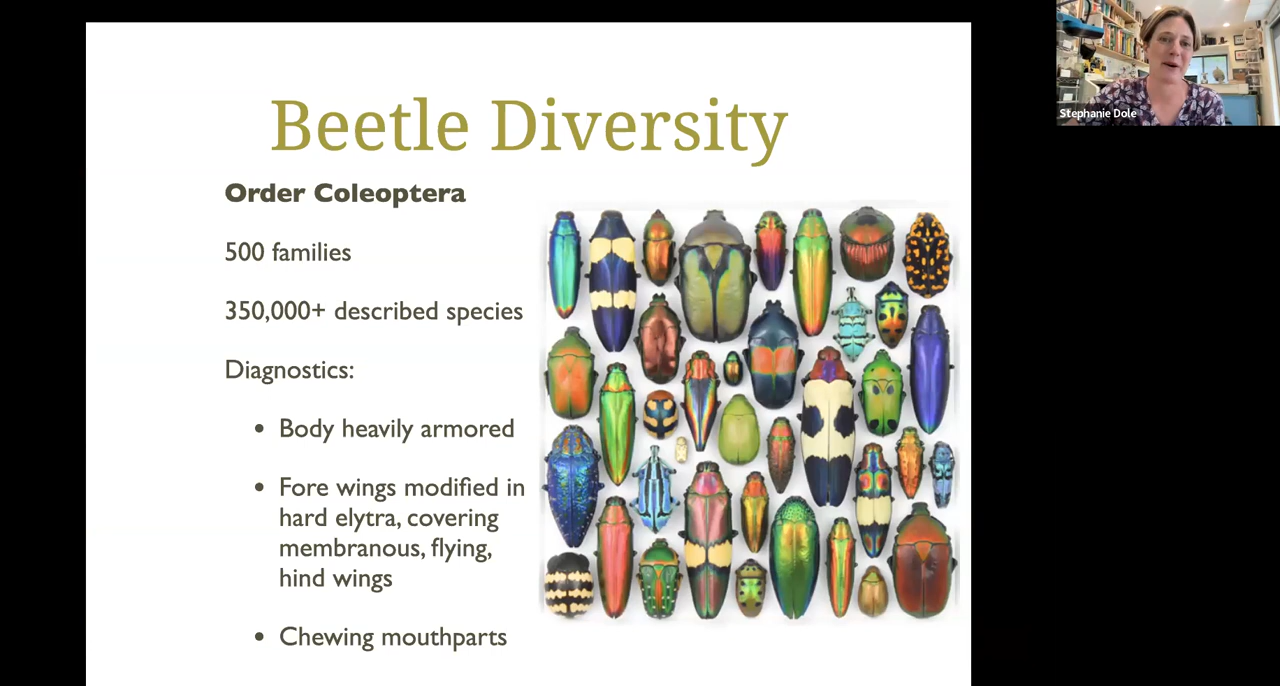 Beetle Diversity
Order Coleoptera
500 families
350,000+ described species
Diagnostics:
• Body heavily armored
• Fore wings modified in
hard elytra, covering
membranous, flying,
hind wings
• Chewing mouthparts
Stephanie Dole